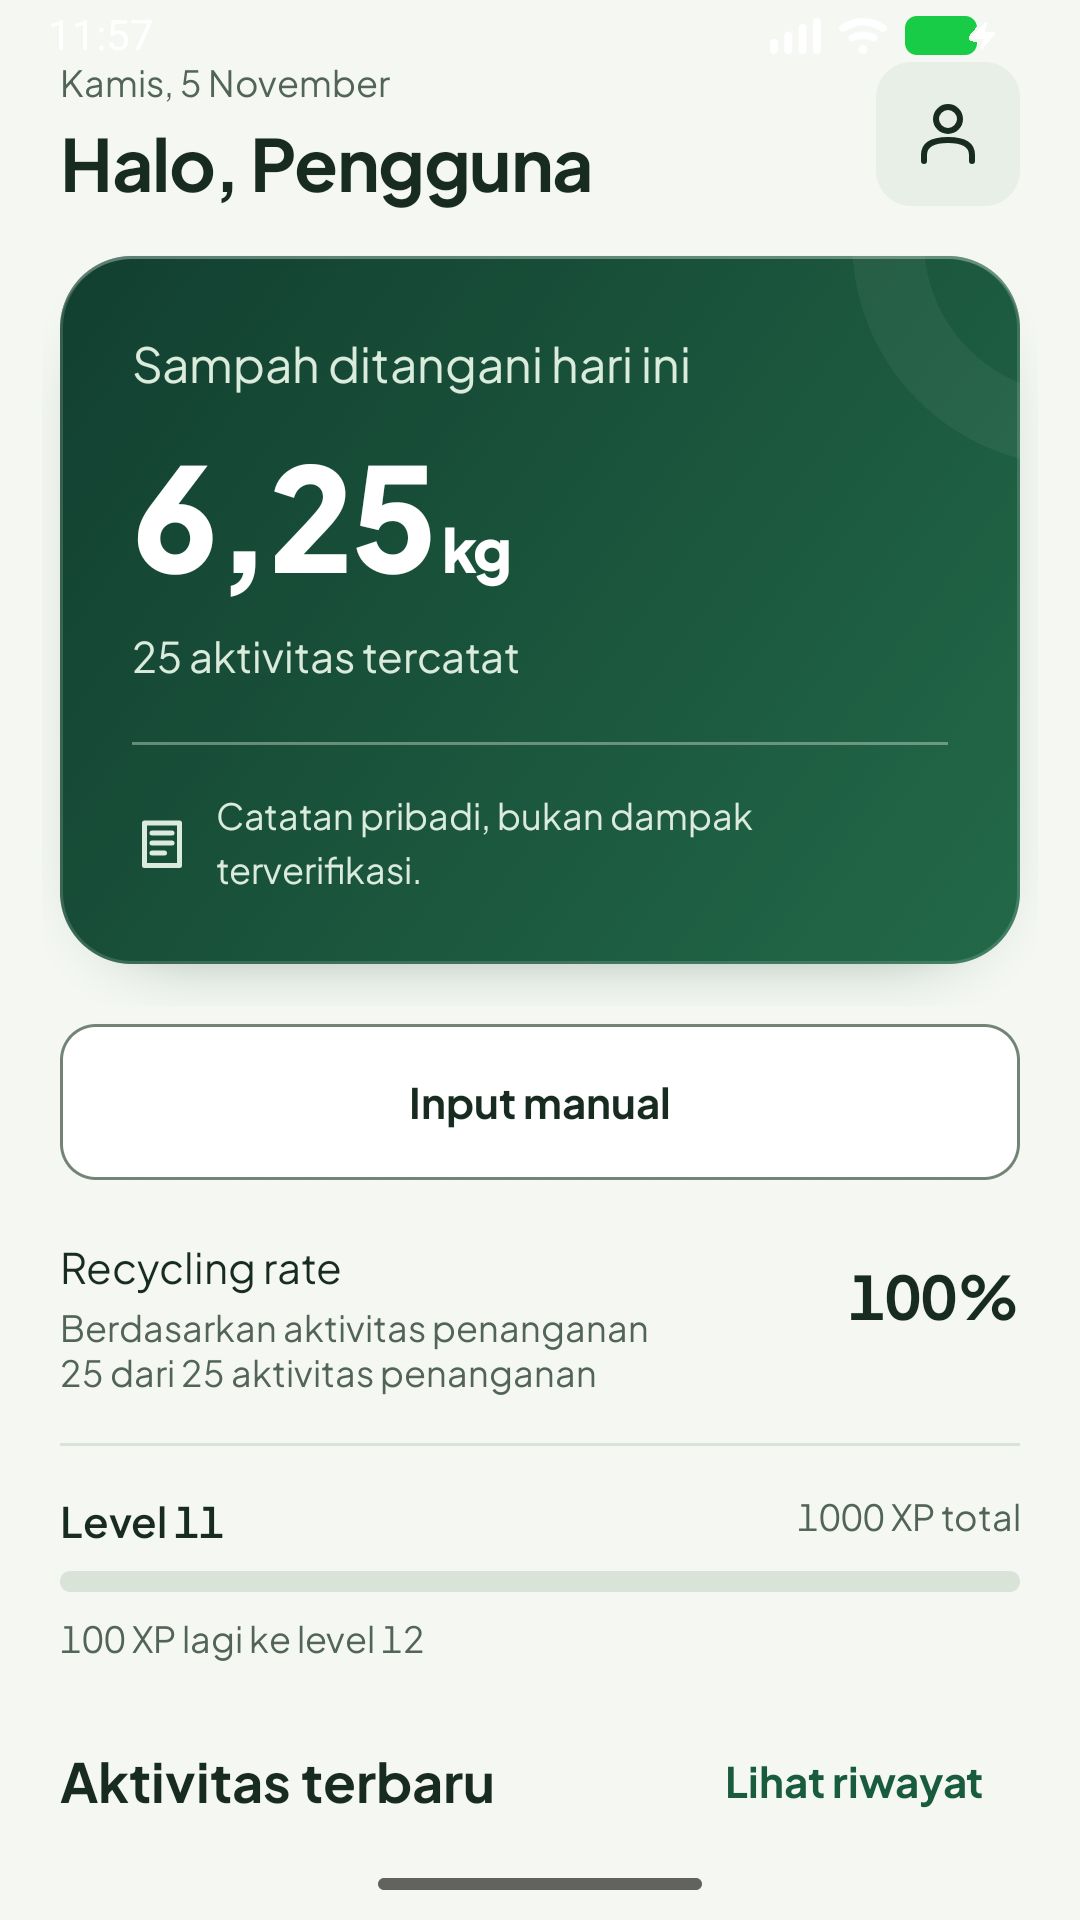 11:57
Kamis, 5 November
Halo, Pengguna
Sampah ditangani hari ini
6,25 kg
25 aktivitas tercatat
Catatan pribadi, bukan dampak
terverifikasi.
Input manual
Recycling rate
100%
Berdasarkan aktivitas penanganan
25 dari 25 aktivitas penanganan
Level 11
1000 XP total
100 XP lagi ke level 12
Aktivitas terbaru
Lihat riwayat